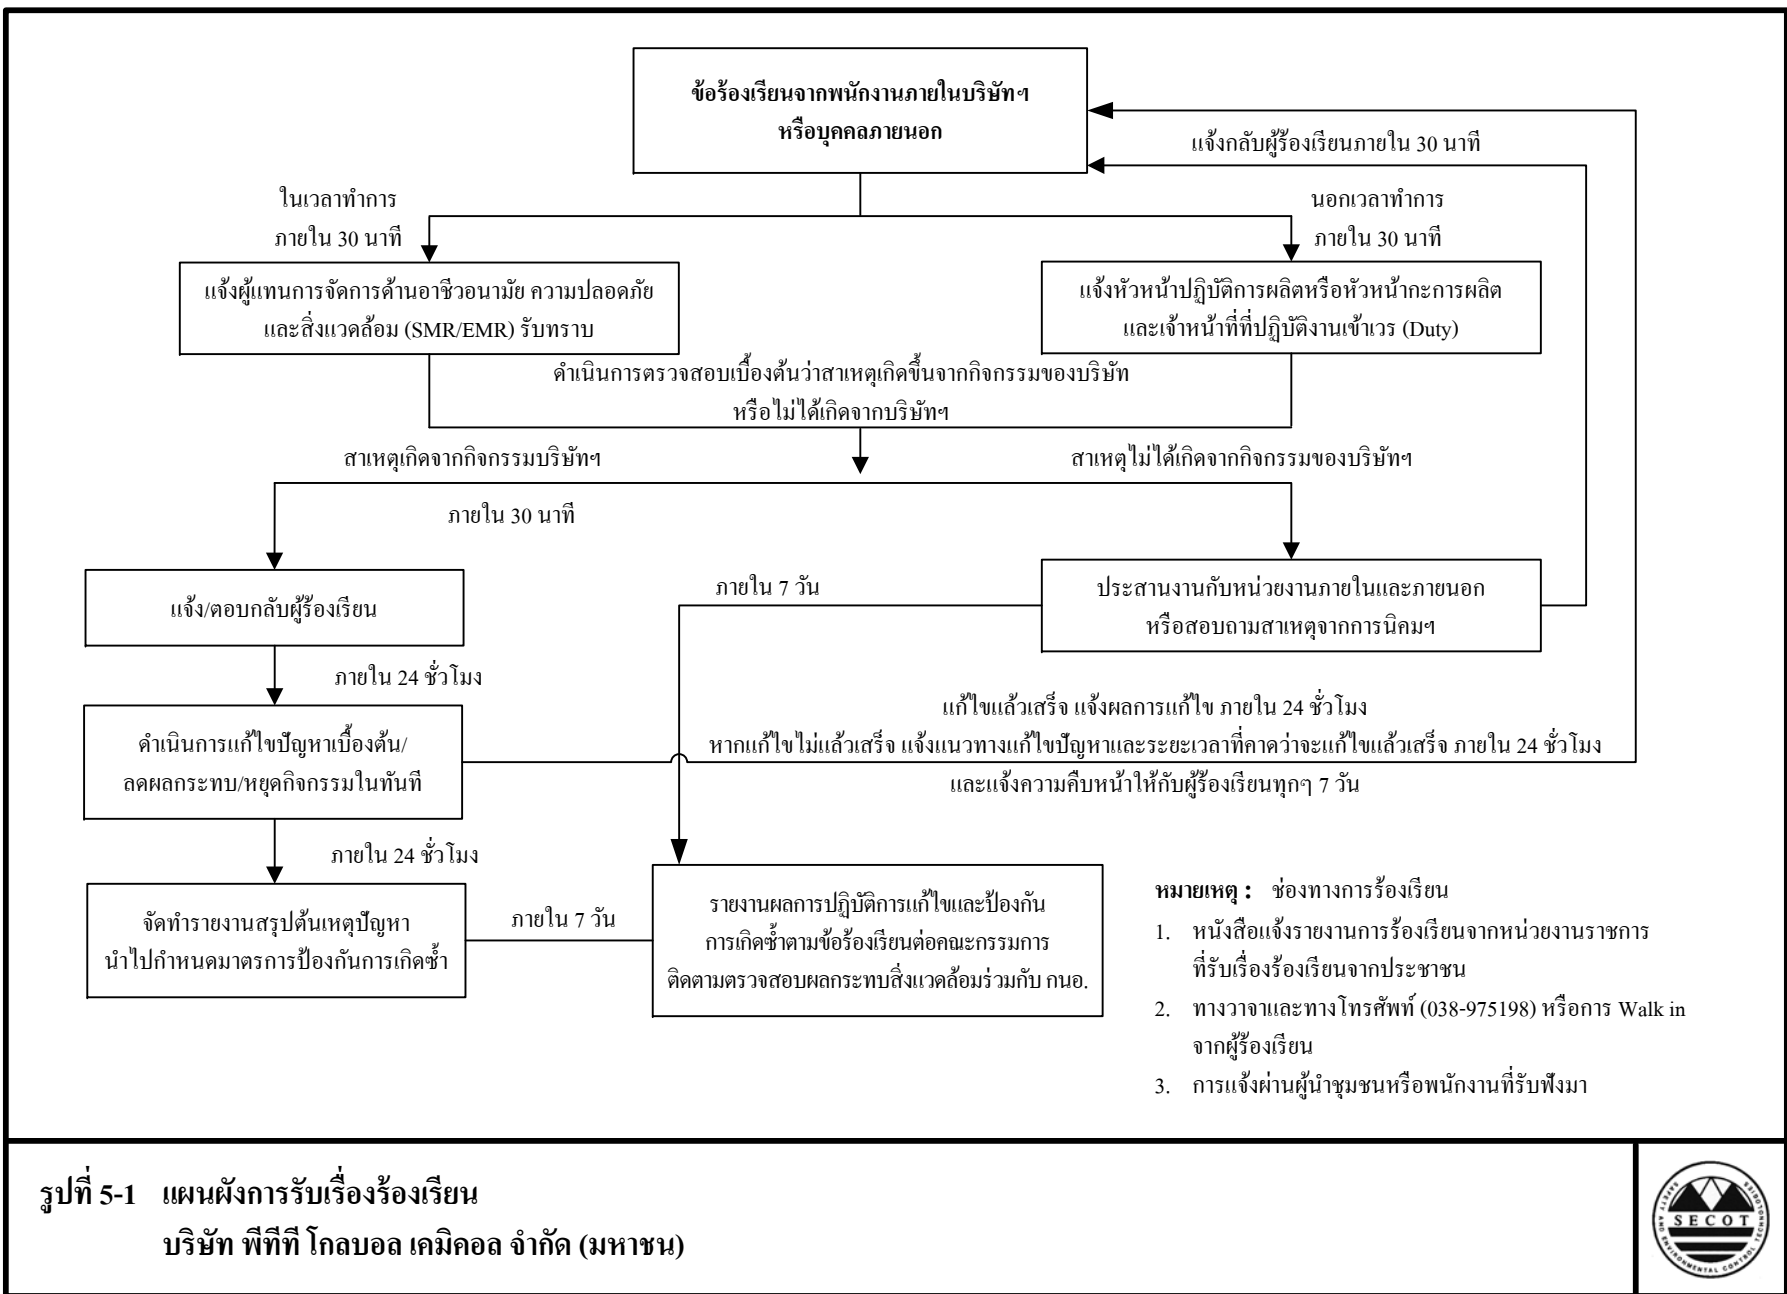 ข้อร้องเรียนจากพนักงานภายในบริษัทฯ
หรือบุคคลภายนอก
แจ้งกลับผู้ร้องเรียนภายใน 30 นาที
ในเวลาทำการ
ภายใน 30 นาที
นอกเวลาทำการ
ภายใน 30 นาที
แจ้งผู้แทนการจัดการด้านอาชีวอนามัย ความปลอดภัย
และสิ่งแวดล้อม (SMR/EMR) รับทราบ
แจ้งหัวหน้าปฏิบัติการผลิตหรือหัวหน้ากะการผลิต
และเจ้าหน้าที่ที่ปฏิบัติงานเข้าเวร (Duty)
ดำเนินการตรวจสอบเบื้องต้นว่าสาเหตุเกิดขึ้นจากกิจกรรมของบริษัท
หรือไม่ได้เกิดจากบริษัทฯ
สาเหตุเกิดจากกิจกรรมบริษัทฯ
สาเหตุไม่ได้เกิดจากกิจกรรมของบริษัทฯ
ภายใน 30 นาที
แจ้ง/ตอบกลับผู้ร้องเรียน
ภายใน 7 วัน
ประสานงานกับหน่วยงานภายในและภายนอก
หรือสอบถามสาเหตุจากการนิคมฯ
ภายใน 24 ชั่วโมง
ดำเนินการแก้ไขปัญหาเบื้องต้น/
ลดผลกระทบ/หยุดกิจกรรมในทันที
แก้ไขแล้วเสร็จ แจ้งผลการแก้ไข ภายใน 24 ชั่วโมง
หากแก้ไขไม่แล้วเสร็จ แจ้งแนวทางแก้ไขปัญหาและระยะเวลาที่คาดว่าจะแก้ไขแล้วเสร็จ ภายใน 24 ชั่วโมง
และแจ้งความคืบหน้าให้กับผู้ร้องเรียนทุกๆ 7 วัน
ภายใน 24 ชั่วโมง
จัดทำรายงานสรุปต้นเหตุปัญหา
นำไปกำหนดมาตรการป้องกันการเกิดซ้ำ
ภายใน 7 วัน
รายงานผลการปฏิบัติการแก้ไขและป้องกัน
การเกิดซ้ำตามข้อร้องเรียนต่อคณะกรรมการ
ติดตามตรวจสอบผลกระทบสิ่งแวดล้อมร่วมกับ กนอ.
หมายเหตุ : ช่องทางการร้องเรียน
1. หนังสือแจ้งรายงานการร้องเรียนจากหน่วยงานราชการ
ที่รับเรื่องร้องเรียนจากประชาชน
2. ทางวาจาและทางโทรศัพท์ (038-975198) หรือการ Walk in
จากผู้ร้องเรียน
3. การแจ้งผ่านผู้นำชุมชนหรือพนักงานที่รับฟังมา
รูปที่ 5-1 แผนผังการรับเรื่องร้องเรียน
บริษัท พีทีที โกลบอล เคมิคอล จำกัด (มหาชน)
SECOT
SAFETY AND ENVIRONMENTAL CONTROL TECHNOLOGIES